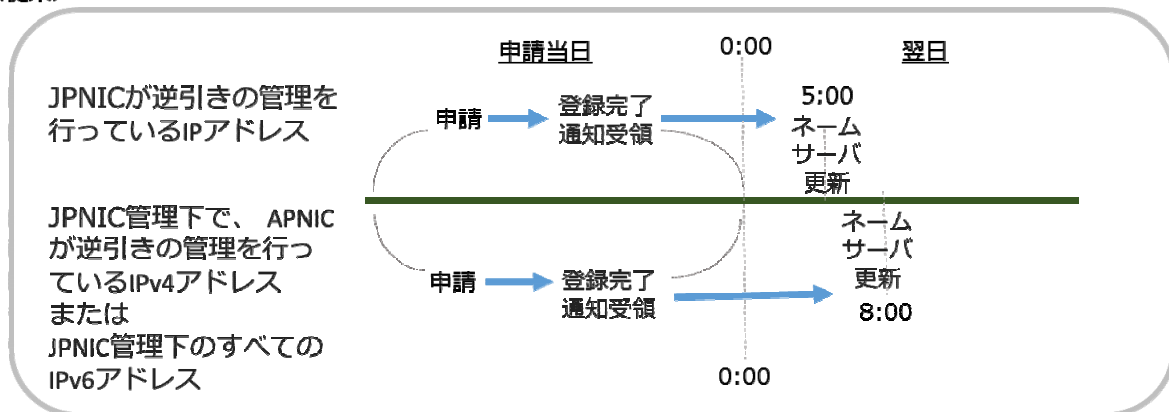 申請当日
0:00
翌日
JPNICが逆引きの管理を
行っているIPアドレス
申請
登録完了
通知受領
5:00
ネーム
サーバ
更新
JPNIC管理下で、 APNIC
が逆引きの管理を行っ
ているIPv4アドレス
または
JPNIC管理下のすべての
IPv6アドレス
申請
登録完了
通知受領
ネーム
サーバ
更新
8:00
0:00